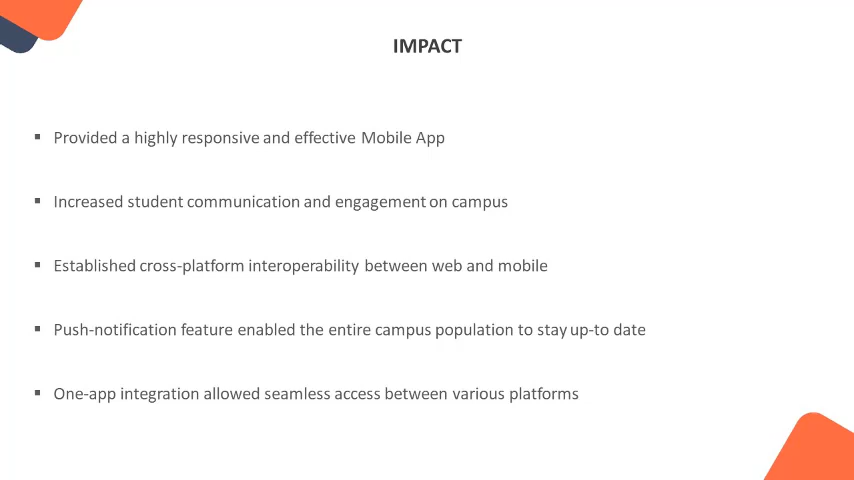 IMPACT
▪ Provided a highly responsive and effective Mobile App
▪ Increased student communication and engagement on campus
▪ Established cross-platform interoperability between web and mobile
▪ Push-notification feature enabled the entire campus population to stay up-to date
▪ One-app integration allowed seamless access between various platforms